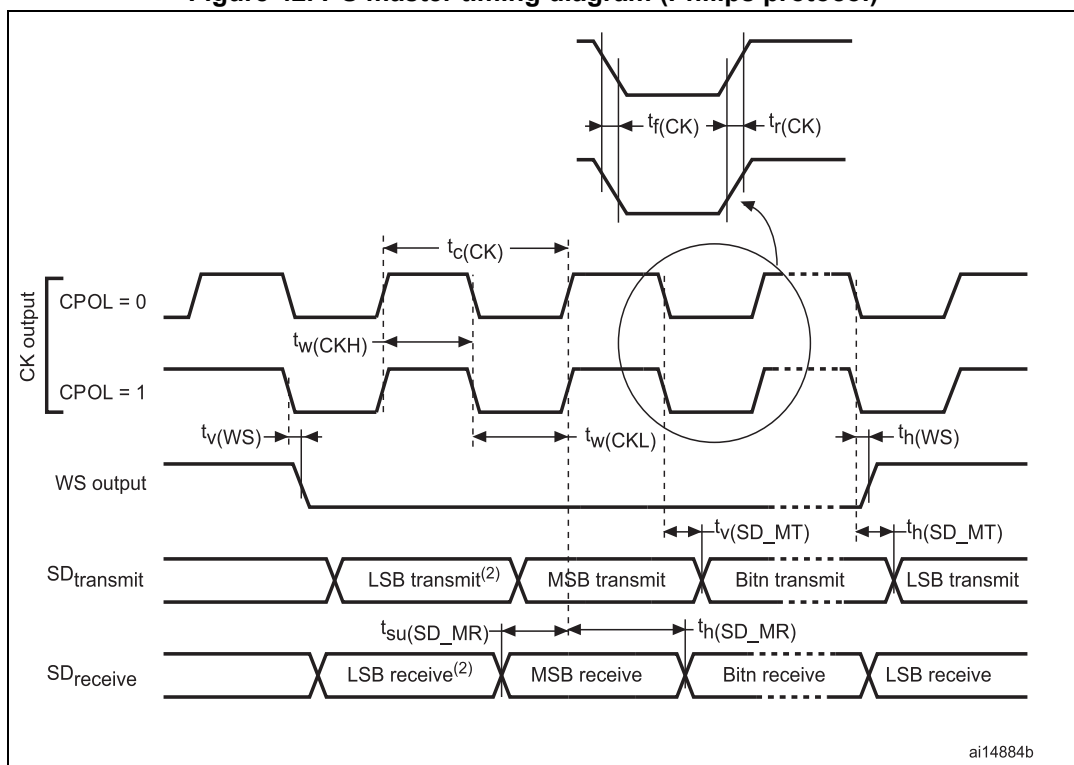 Figure 42. I²S master timing diagram (Philips protocol)
tf(CK)
tr(CK)
tc(CK)
CK output
CPOL = 0
tw(CKH)
CPOL = 1
tv(WS)
tw(CKL)
th(WS)
WS output
tv(SD_MT)
th(SD_MT)
SDtransmit
LSB transmit(2)
MSB transmit
Bitn transmit
LSB transmit
tsu(SD_MR)
th(SD_MR)
SDreceive
LSB receive(2)
MSB receive
Bitn receive
LSB receive
ai14884b